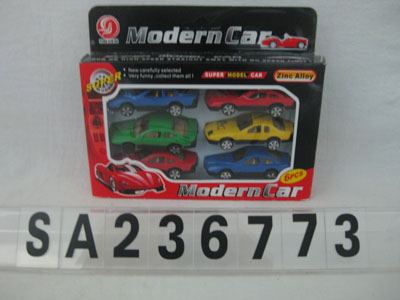 Modern Car
New carefully selected
Very funny, collect them all!
SUPER MODEL CAR
Zinc Alloy
SUPER
6pcs
Modern Car
SA236773